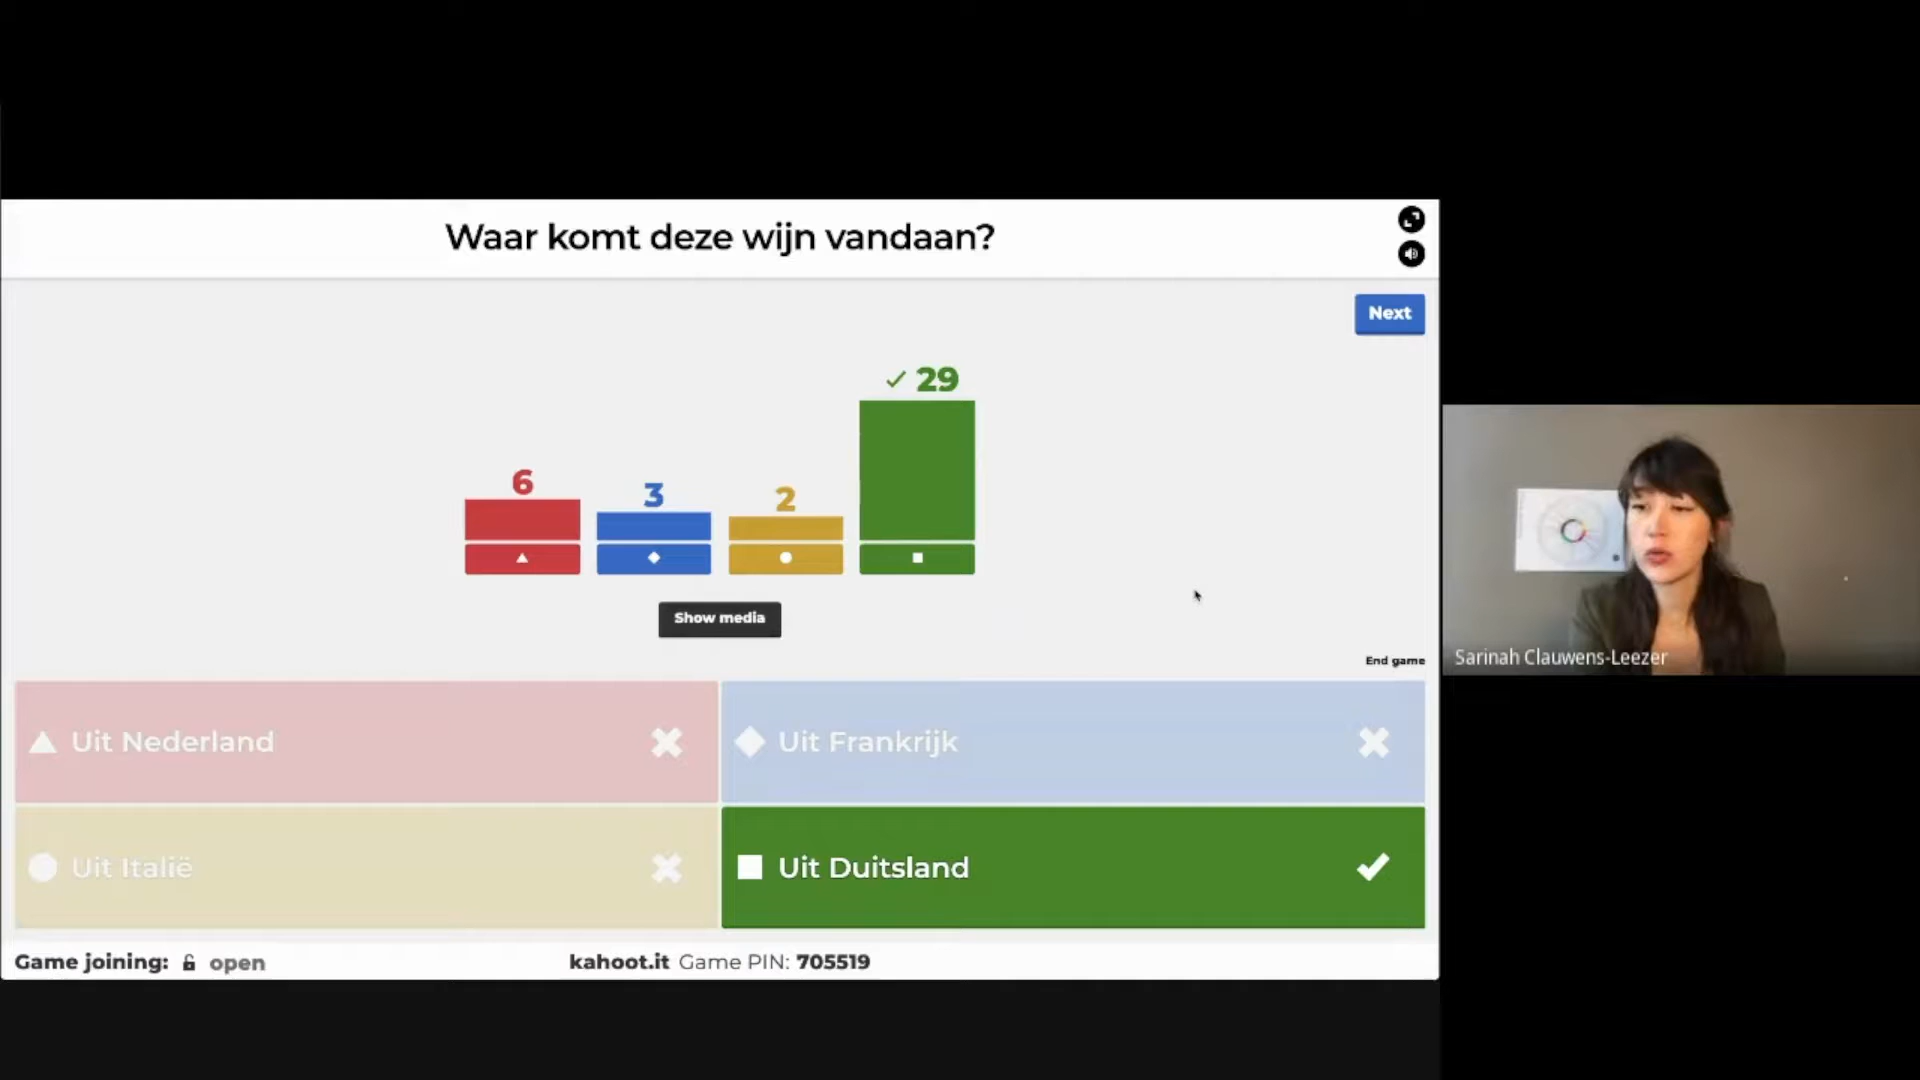 Waar komt deze wijn vandaan?
Next
29
6
3
2
Show media
End game
Sarinah Clauwens-Leezer
Uit Nederland
Uit Frankrijk
Uit Italië
Uit Duitsland
Game joining: open
kahoot.it Game PIN: 705519